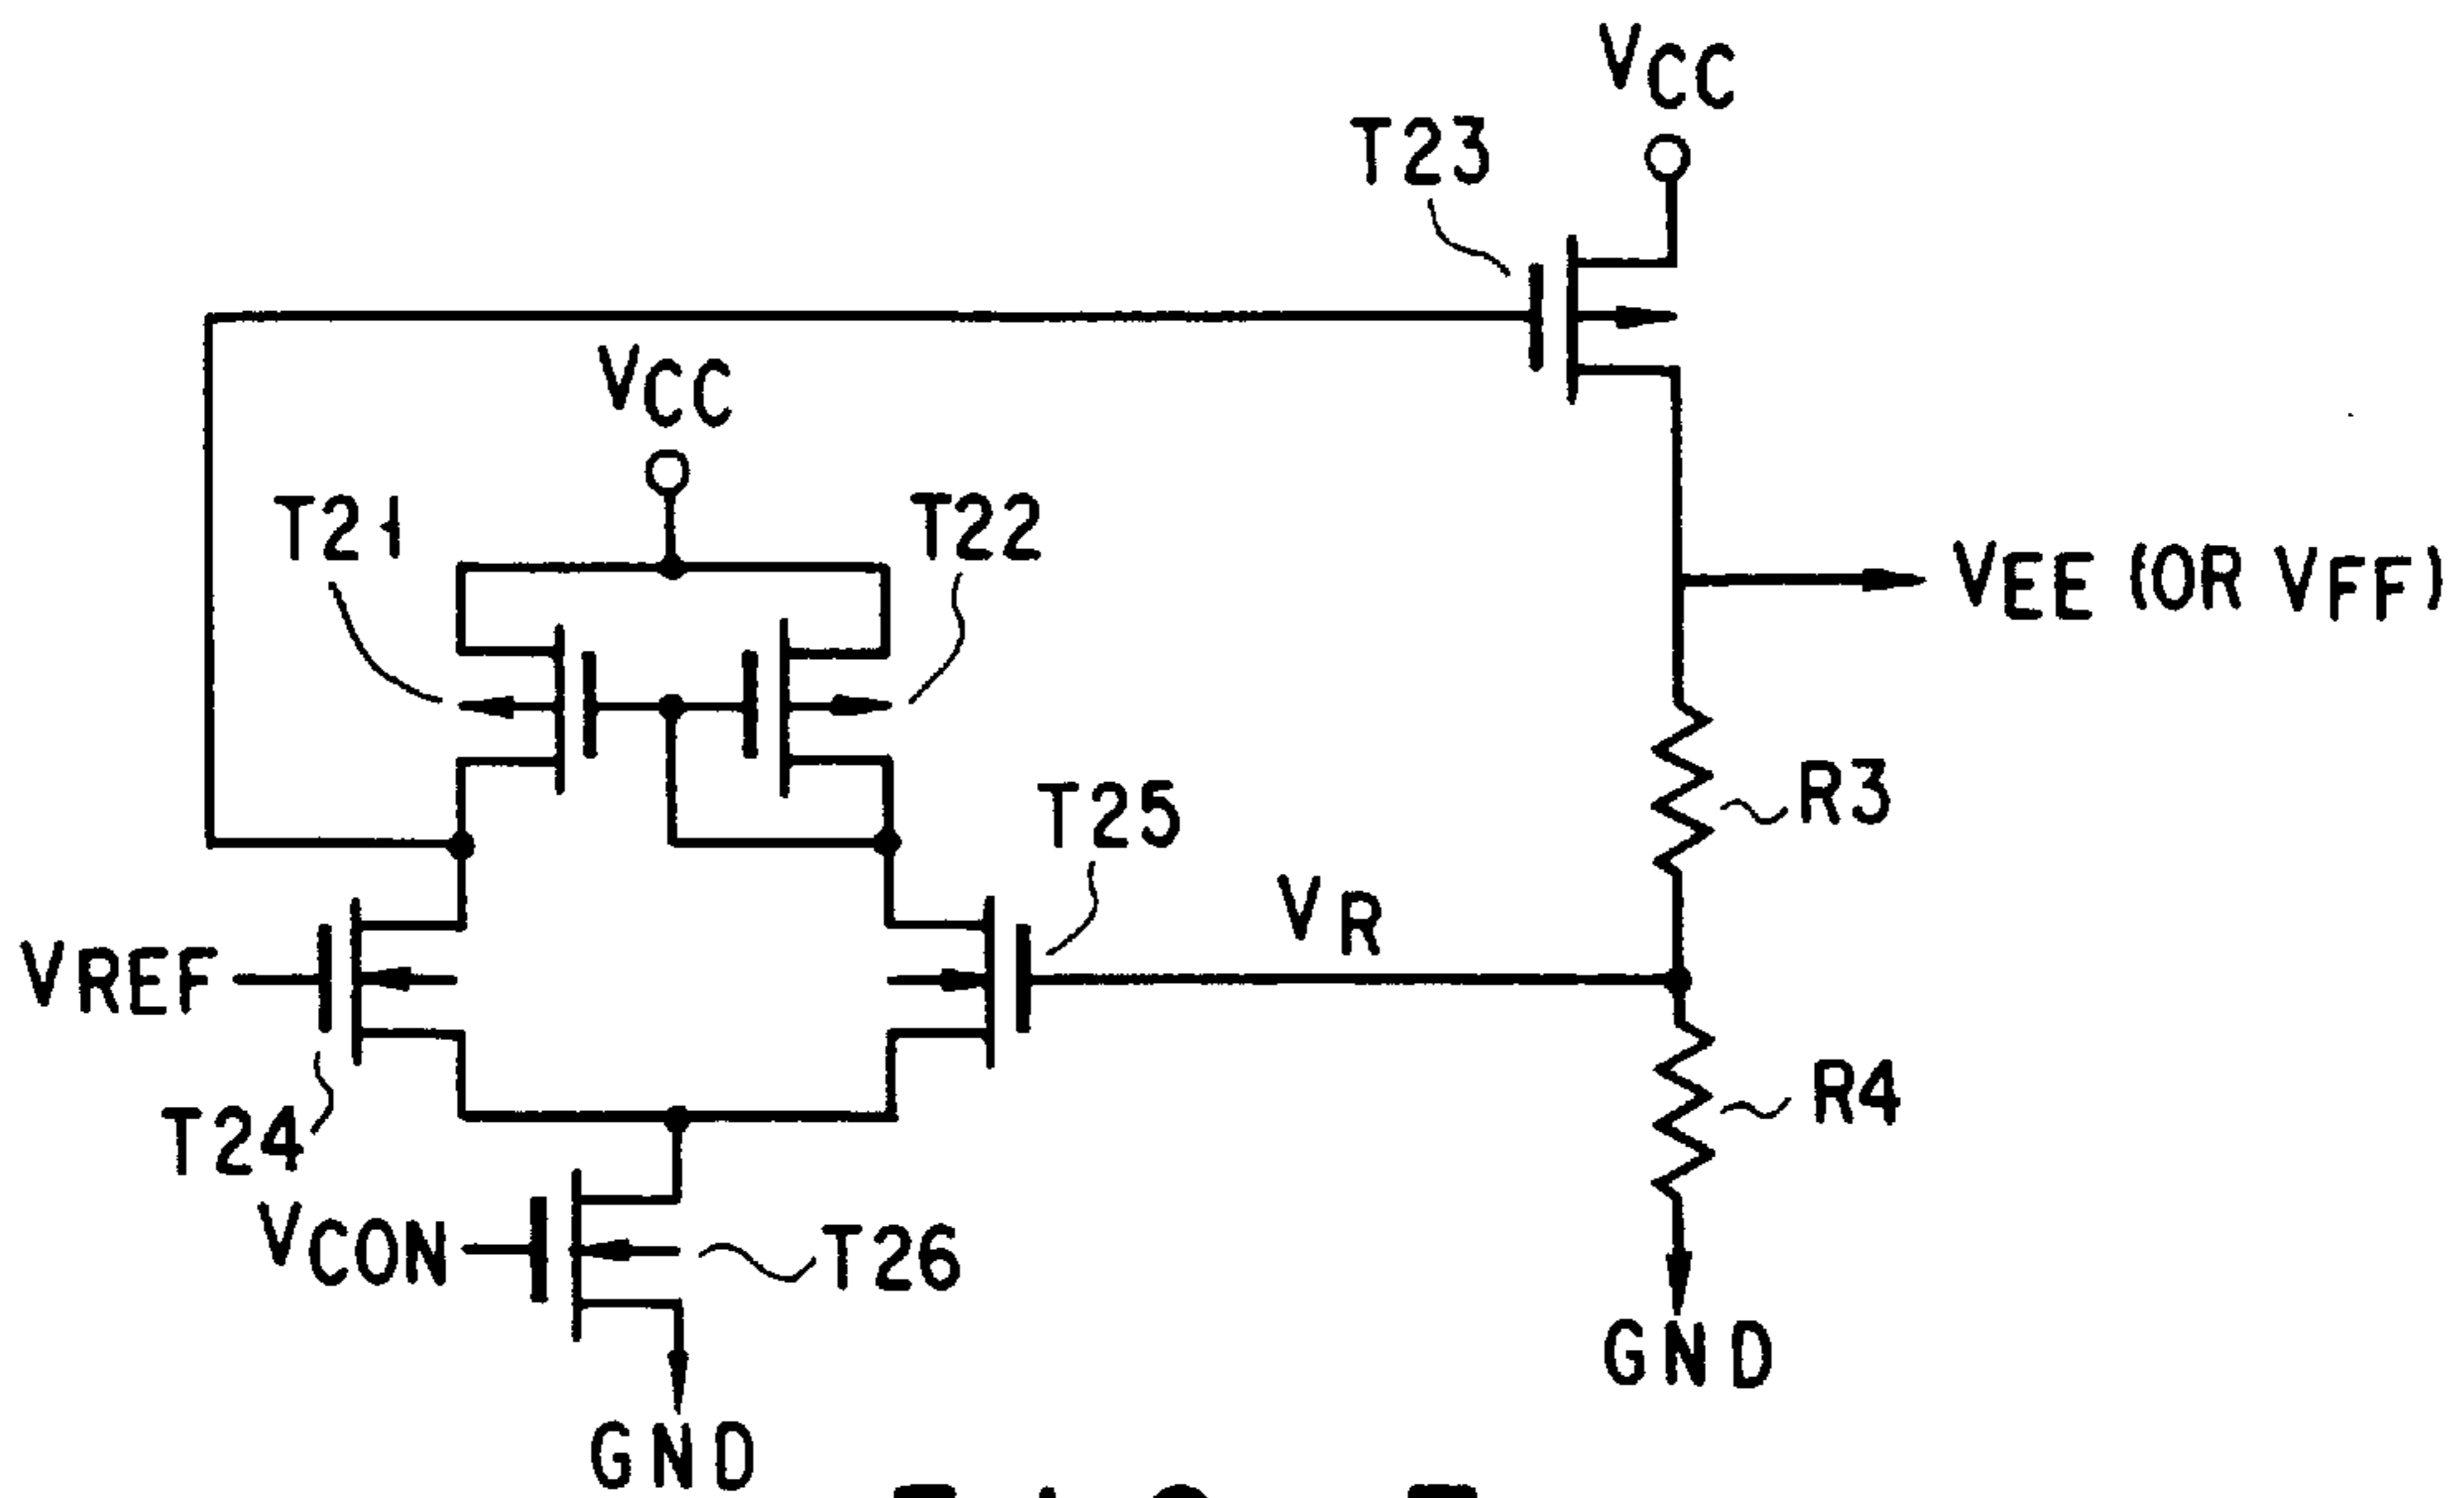 VCC
T23
VCC
T21
T22
VEE (OR VFF)
R3
T25
VR
VREF
R4
T24
VCON
T26
GND
GND